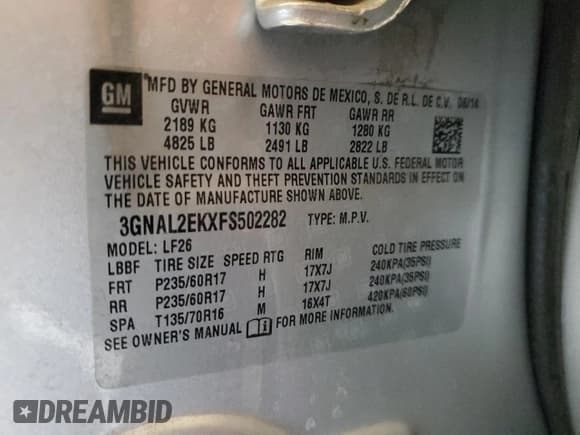 GM
MFD BY GENERAL MOTORS DE MEXICO, S. DE R.L. DE C.V. 06/14
GVWR GAWR FRT GAWR RR
2189 KG 1130 KG 1280 KG
4825 LB 2491 LB 2822 LB
THIS VEHICLE CONFORMS TO ALL APPLICABLE U.S. FEDERAL MOTOR
VEHICLE SAFETY AND THEFT PREVENTION STANDARDS IN EFFECT ON
THE DATE OF MANUFACTURE SHOWN ABOVE.
3GNAL2EKXFS502282 TYPE: M.P.V.
MODEL: LF26
LBBF TIRE SIZE SPEED RTG RIM COLD TIRE PRESSURE
FRT P235/60R17 H 17X7J 240KPA(35PSI)
RR P235/60R17 H 17X7J 240KPA(35PSI)
SPA T135/70R16 M 16X4T 420KPA(60PSI)
SEE OWNER'S MANUAL FOR MORE INFORMATION.
DREAMBID